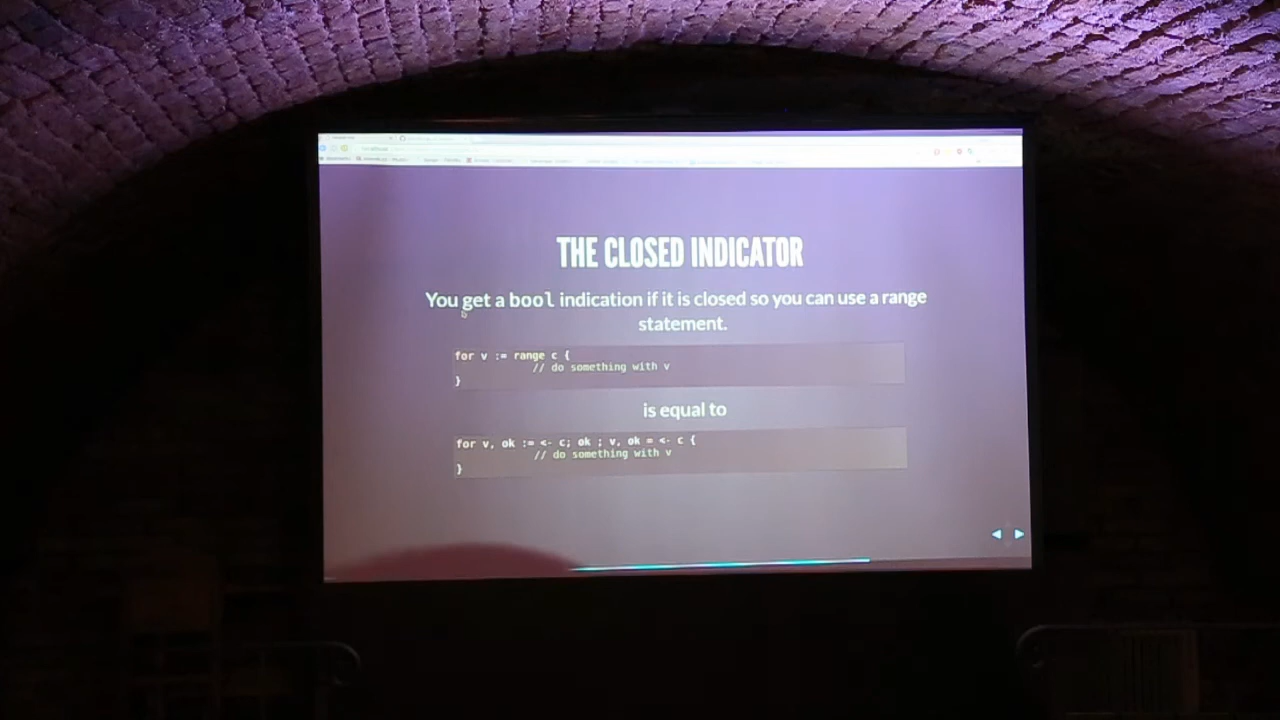 THE CLOSED INDICATOR
You get a bool indication if it is closed so you can use a range
statement.
for v := range c {
// do something with v
}
is equal to
for v, ok := <- c; ok ; v, ok = <- c {
// do something with v
}